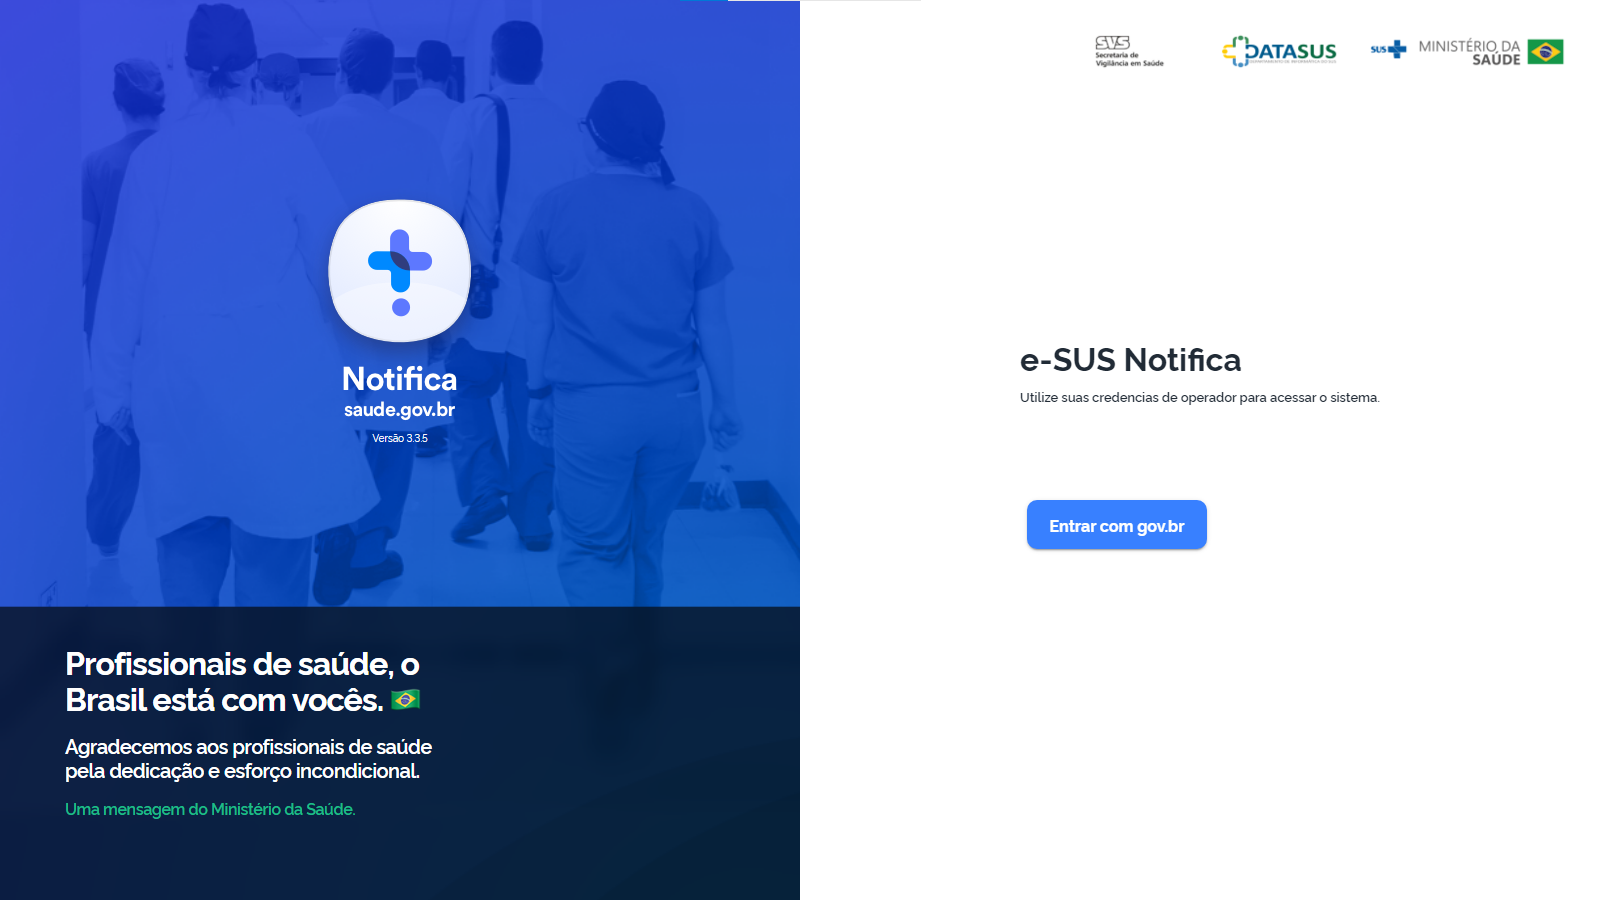 Notifica
saude.gov.br
Versão 3.3.5
Profissionais de saúde, o
Brasil está com vocês.
Agradecemos aos profissionais de saúde
pela dedicação e esforço incondicional.
Uma mensagem do Ministério da Saúde.
SVS
Secretaria de
Vigilância em Saúde
DATASUS
SUS
MINISTÉRIO DA
SAÚDE
e-SUS Notifica
Utilize suas credencias de operador para acessar o sistema.
Entrar com gov.br